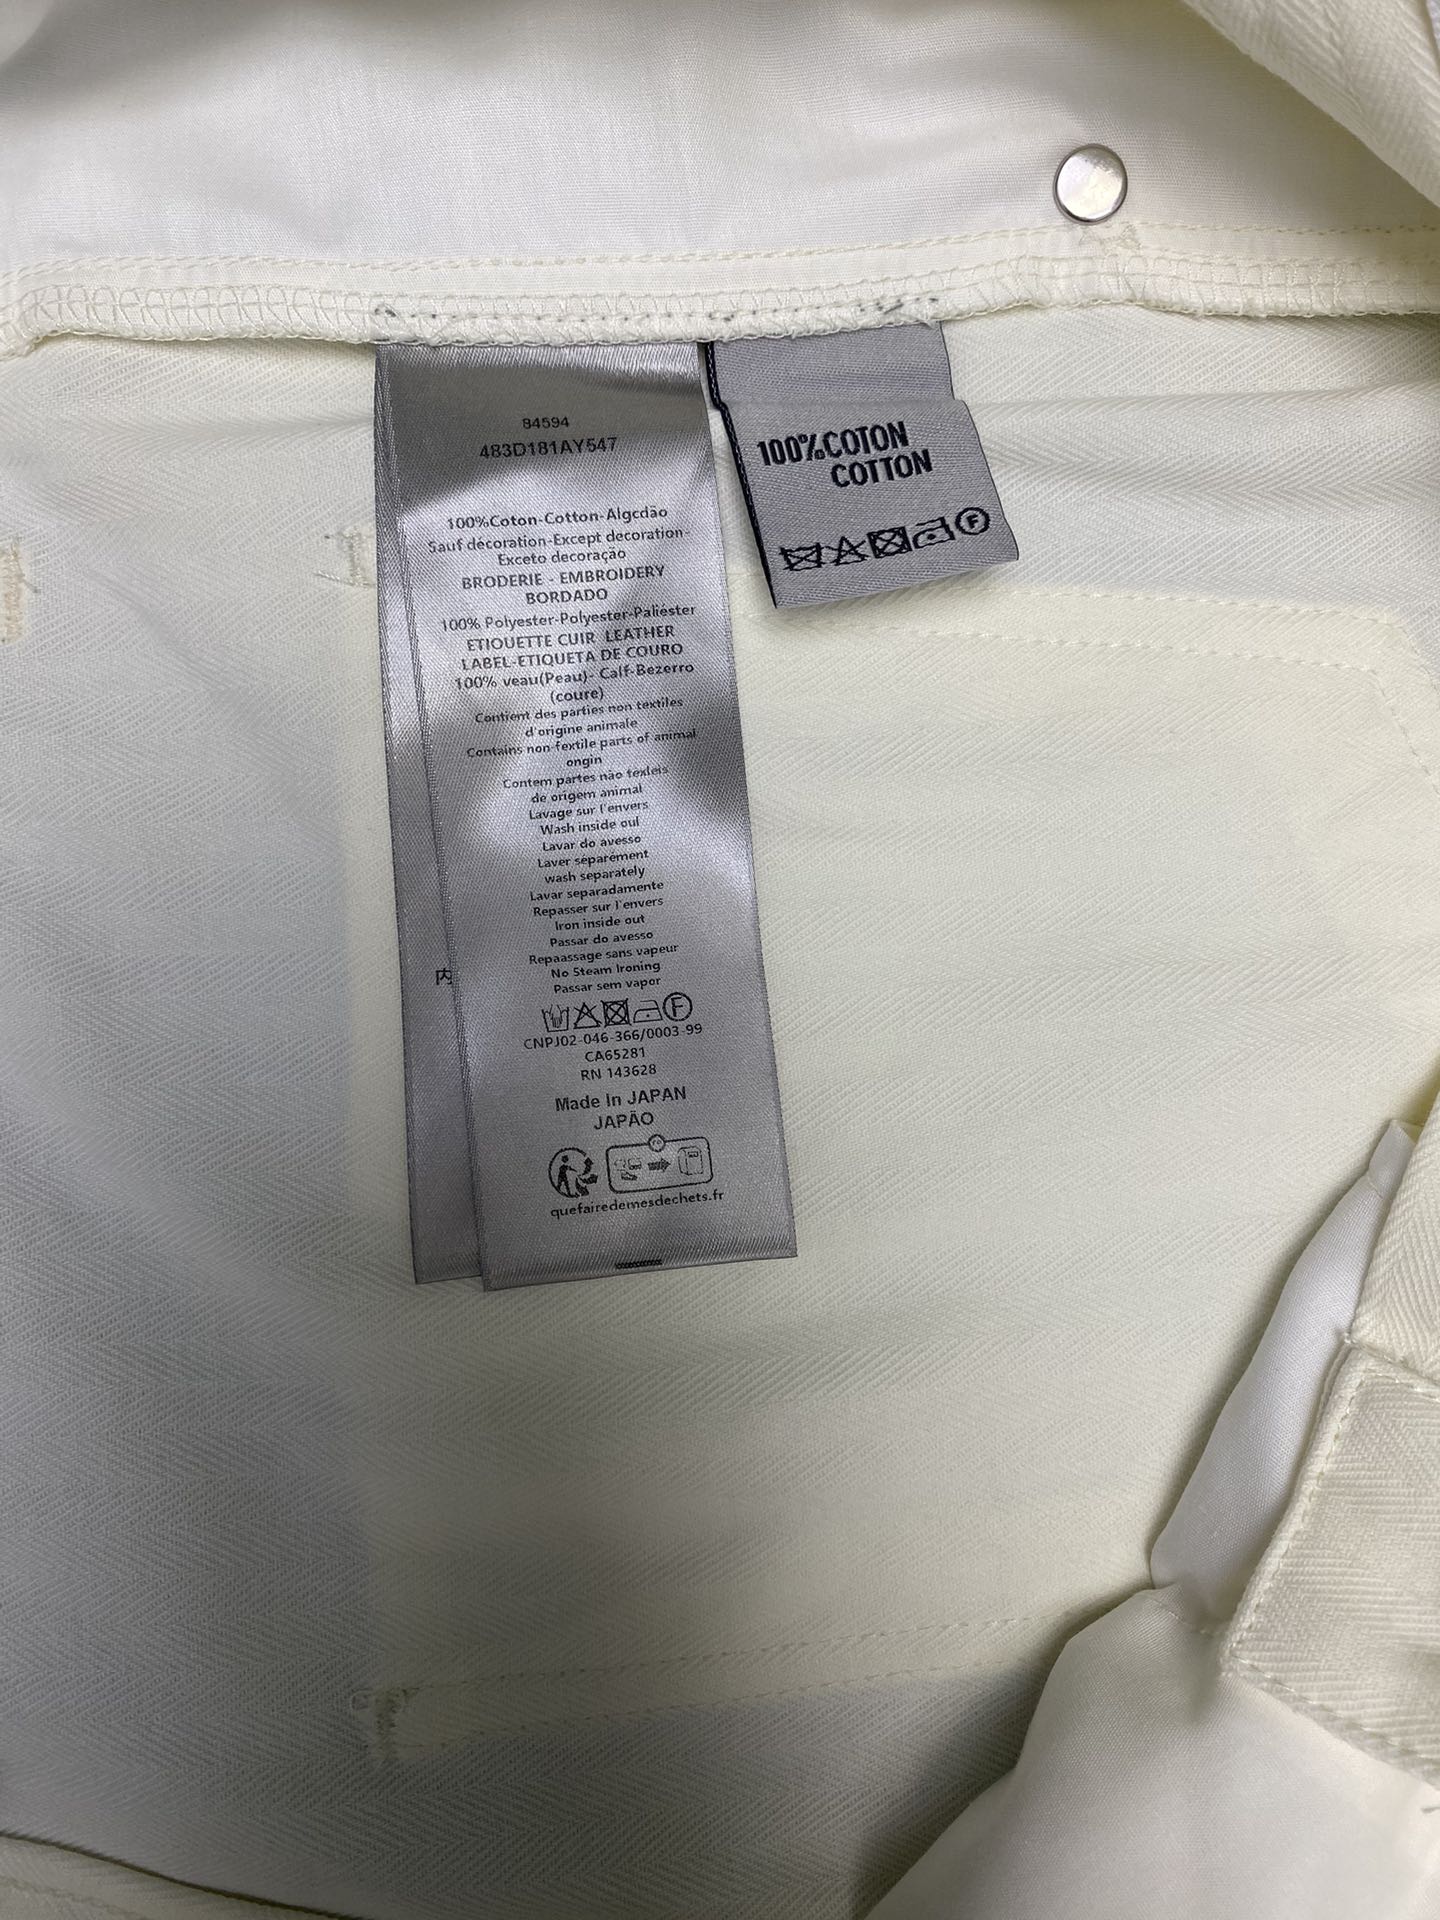 84594
483D181AY547
100%Coton-Cotton-Algcdão
Sauf décoration-Except decoration-
Exceto decoração
BRODERIE - EMBROIDERY
BORDADO
100% Polyester-Polyester-Paliéster
ETIQUETTE CUIR LEATHER
LABEL-ETIQUETA DE COURO
100% veau(Peau)- Calf-Bezerro
(coure)
Contient des parties non textiles
d'origine animale
Contains non-fextile parts of animal
ongin
Contem partes não texleis
de origem animal
Lavage sur l'envers
Wash inside oul
Lavar do avesso
Laver séparément
wash separately
Lavar separadamente
Repasser sur l'envers
Iron inside out
Passar do avesso
Repaassage sans vapeur
No Steam Ironing
Passar sem vapor
F
CNPJ02-046-366/0003-99
CA65281
RN 143628
Made In JAPAN
JAPÃO
quefairedemesdechets.fr
内
100%COTON
COTTON
F